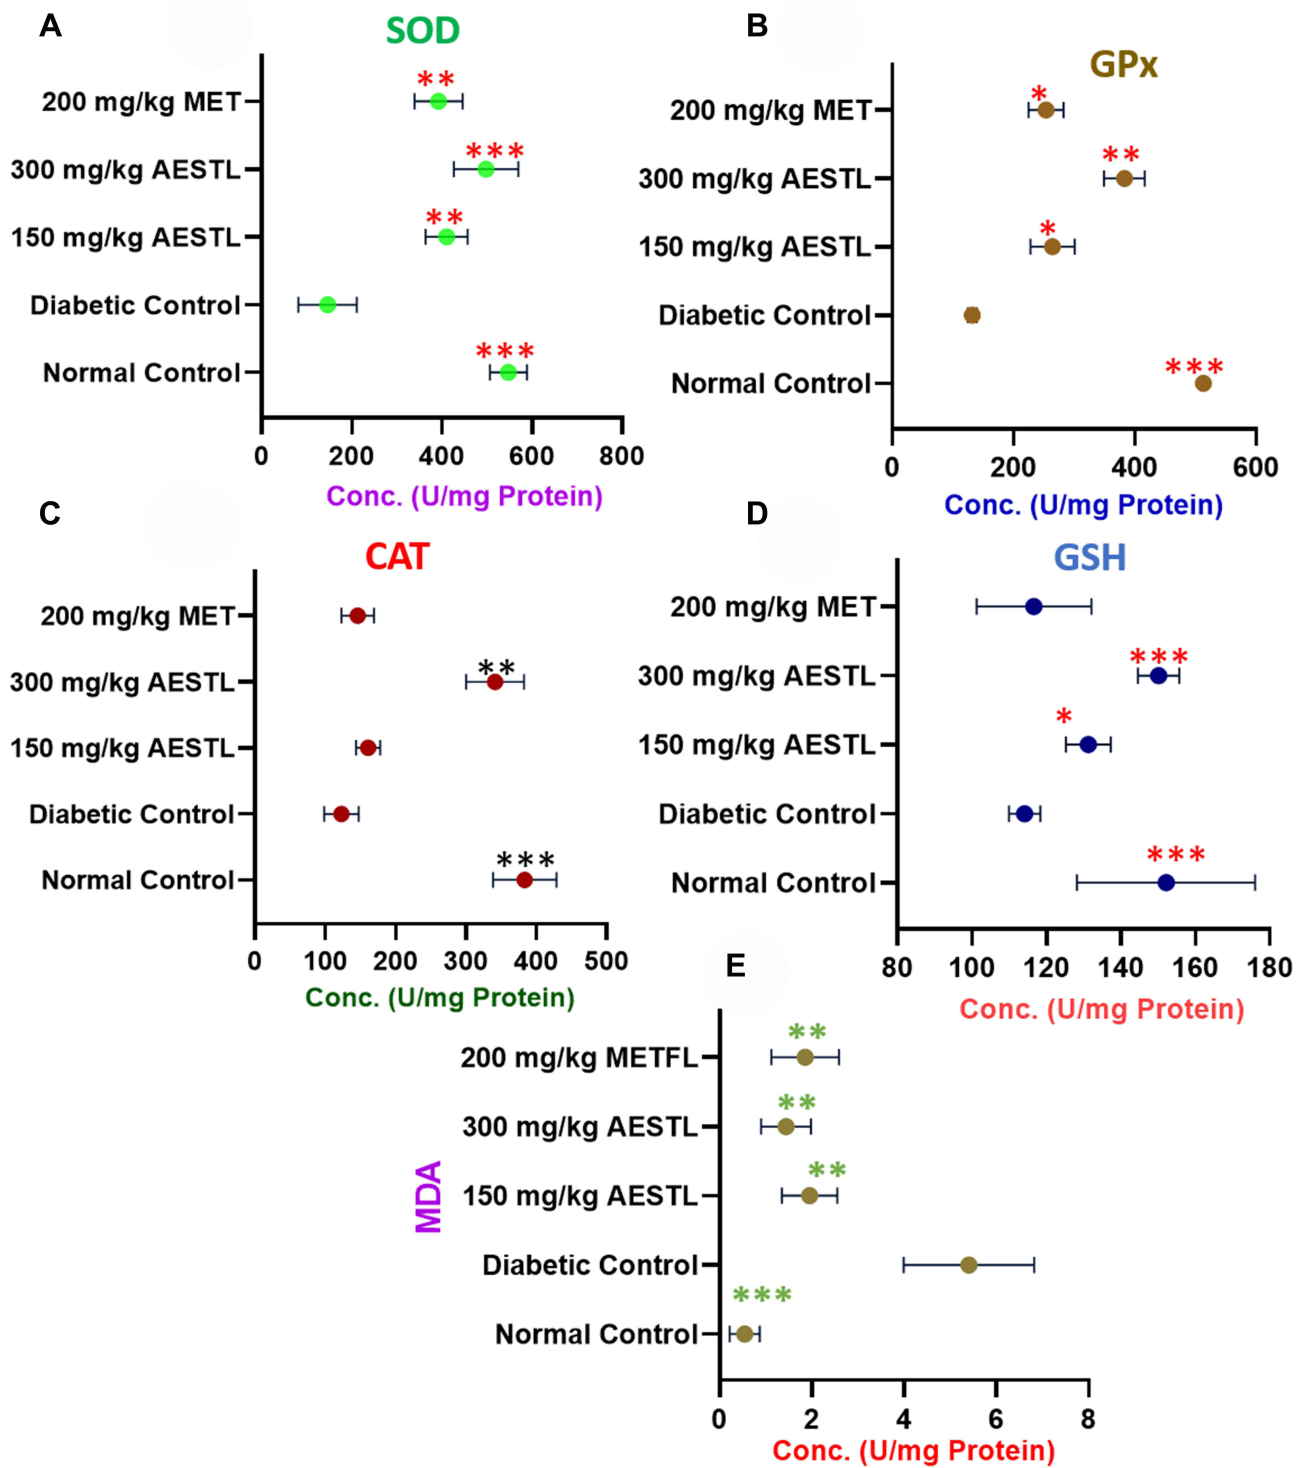 A
SOD
**
200 mg/kg MET
***
300 mg/kg AESTL
**
150 mg/kg AESTL
Diabetic Control
***
Normal Control
0 200 400 600 800
Conc. (U/mg Protein)
B
GPx
*
200 mg/kg MET
**
300 mg/kg AESTL
*
150 mg/kg AESTL
Diabetic Control
***
Normal Control
0 200 400 600
Conc. (U/mg Protein)
C
CAT
200 mg/kg MET
**
300 mg/kg AESTL
150 mg/kg AESTL
Diabetic Control
***
Normal Control
0 100 200 300 400 500
Conc. (U/mg Protein)
D
GSH
200 mg/kg MET
***
300 mg/kg AESTL
*
150 mg/kg AESTL
Diabetic Control
***
Normal Control
80 100 120 140 160 180
Conc. (U/mg Protein)
E
MDA
**
200 mg/kg METFL
**
300 mg/kg AESTL
**
150 mg/kg AESTL
Diabetic Control
***
Normal Control
0 2 4 6 8
Conc. (U/mg Protein)